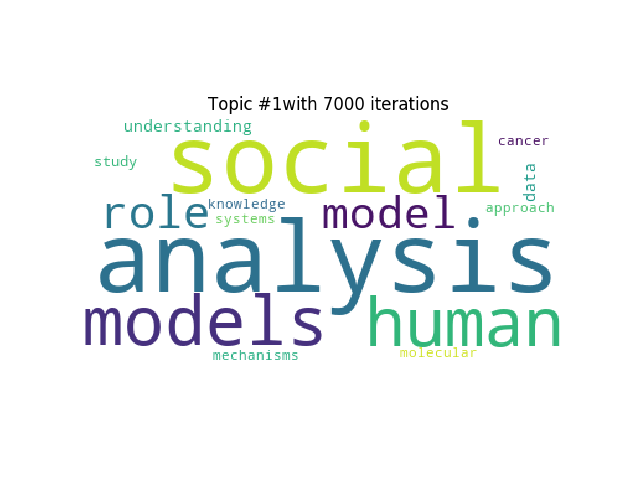 Topic #1with 7000 iterations
understanding
social
cancer
study
data
role
knowledge
model
approach
systems
analysis
models
human
mechanisms
molecular